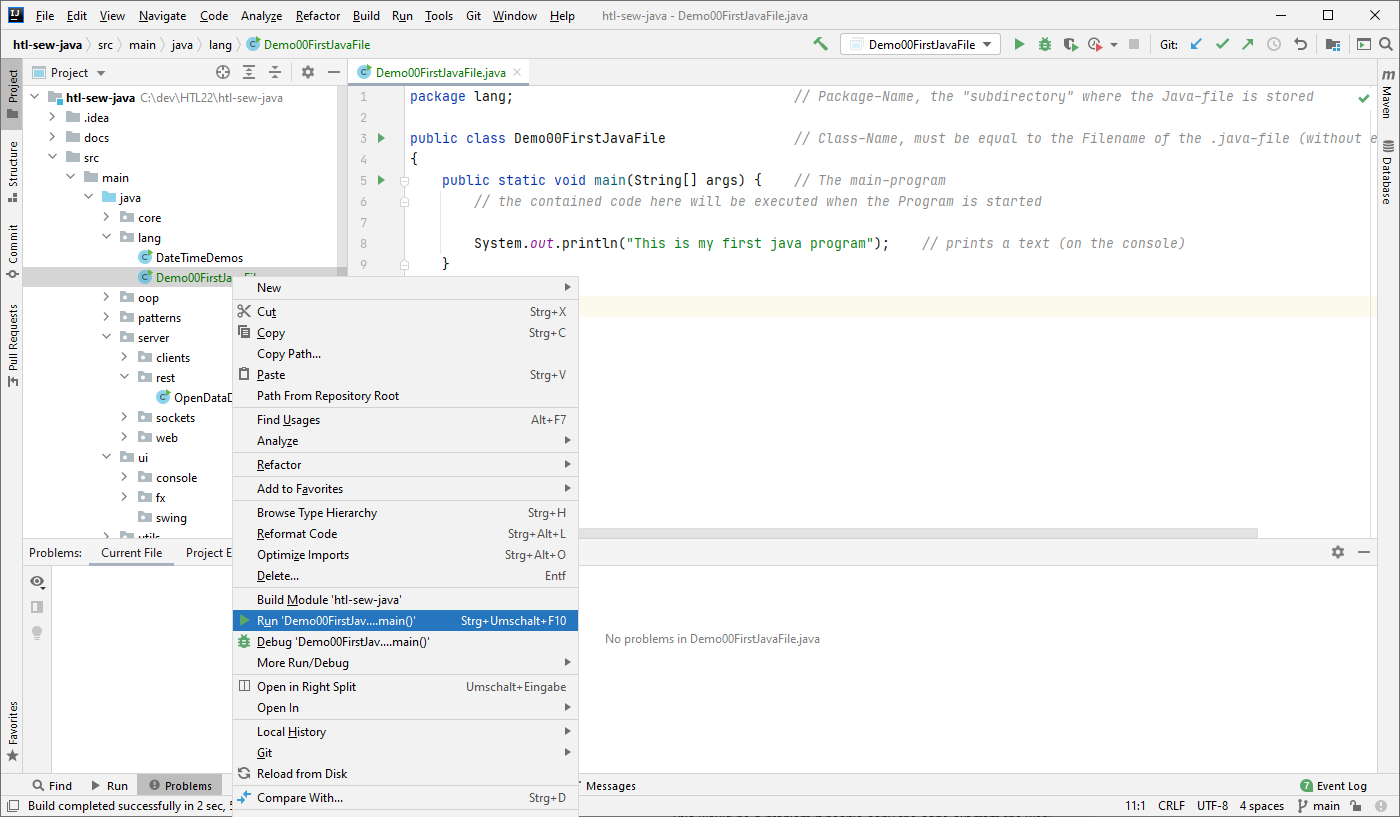 File Edit View Navigate Code Analyze Refactor Build Run Tools Git Window Help htl-sew-java - Demo00FirstJavaFile.java
htl-sew-java src main java lang Demo00FirstJavaFile
Demo00FirstJavaFile Git:
Project
Demo00FirstJavaFile.java
Project
Structure
Commit
Pull Requests
Favorites
htl-sew-java C:\dev\HTL22\htl-sew-java
.idea
docs
src
main
java
core
lang
DateTimeDemos
Demo00FirstJavaFile
oop
patterns
server
clients
rest
OpenDataD
sockets
web
ui
console
fx
swing
utils
1 package lang; // Package-Name, the "subdirectory" where the Java-file is stored
2
3 public class Demo00FirstJavaFile // Class-Name, must be equal to the Filename of the .java-file (without e
4 {
5 public static void main(String[] args) { // The main-program
6 // the contained code here will be executed when the Program is started
7
8 System.out.println("This is my first java program"); // prints a text (on the console)
9 }
m Maven
Database
New
Cut Strg+X
Copy Strg+C
Copy Path...
Paste Strg+V
Path From Repository Root
Find Usages Alt+F7
Analyze
Refactor
Add to Favorites
Browse Type Hierarchy Strg+H
Reformat Code Strg+Alt+L
Optimize Imports Strg+Alt+O
Delete... Entf
Build Module 'htl-sew-java'
Run 'Demo00FirstJav....main()' Strg+Umschalt+F10
Debug 'Demo00FirstJav....main()'
More Run/Debug
Open in Right Split Umschalt+Eingabe
Open In
Local History
Git
Reload from Disk
Compare With... Strg+D
Problems: Current File Project E
No problems in Demo00FirstJavaFile.java
Find Run Problems Messages 7 Event Log
Build completed successfully in 2 sec, 11:1 CRLF UTF-8 4 spaces main